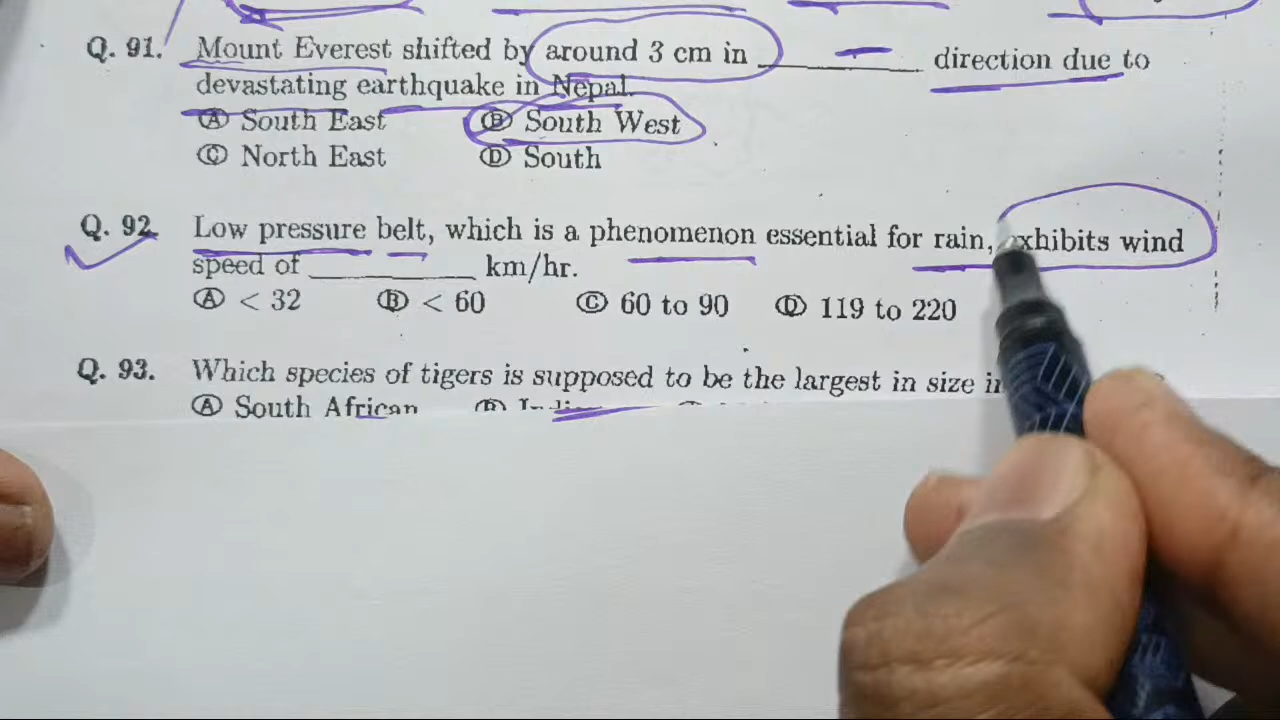 Q. 91. Mount Everest shifted by around 3 cm in __________ direction due to
devastating earthquake in Nepal.
Ⓐ South East Ⓑ South West
Ⓒ North East Ⓓ South
Q. 92. Low pressure belt, which is a phenomenon essential for rain, exhibits wind
speed of __________ km/hr.
Ⓐ < 32 Ⓑ < 60 Ⓒ 60 to 90 Ⓓ 119 to 220
Q. 93. Which species of tigers is supposed to be the largest in size in
Ⓐ South African